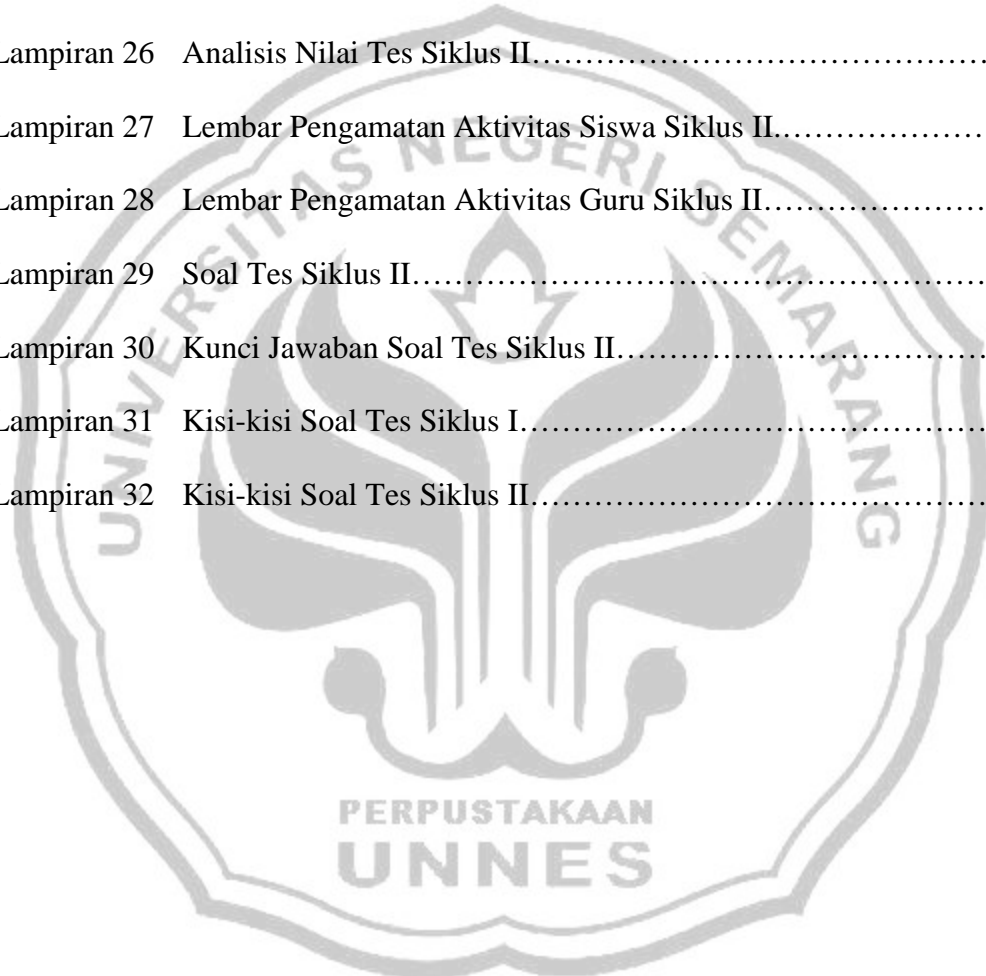 Lampiran 26 Analisis Nilai Tes Siklus II……………………………………
Lampiran 27 Lembar Pengamatan Aktivitas Siswa Siklus II…………………
Lampiran 28 Lembar Pengamatan Aktivitas Guru Siklus II…………………
Lampiran 29 Soal Tes Siklus II………………………………………………
Lampiran 30 Kunci Jawaban Soal Tes Siklus II………………………………
Lampiran 31 Kisi-kisi Soal Tes Siklus I………………………………………
Lampiran 32 Kisi-kisi Soal Tes Siklus II………………………………………
UNIVERSITAS NEGERI SEMARANG
PERPUSTAKAAN
UNNES